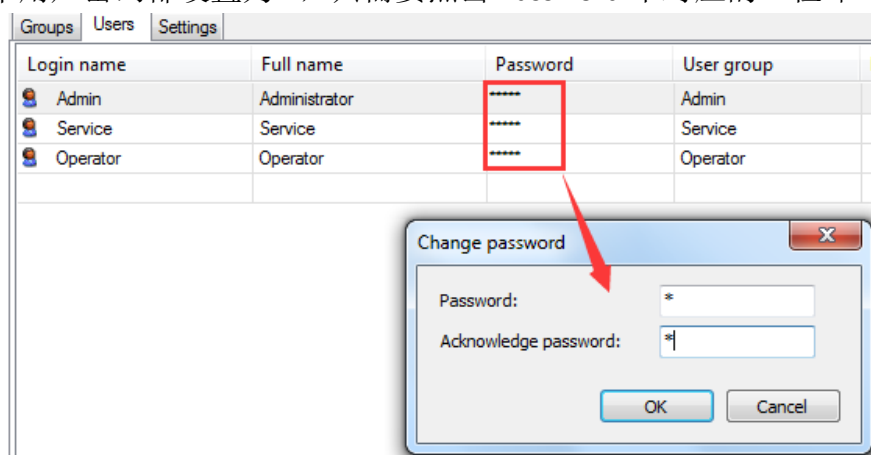 Groups Users Settings
Login name Full name Password User group
Admin Administrator ***** Admin
Service Service ***** Service
Operator Operator ***** Operator
Change password
Password: *
Acknowledge password: *
OK Cancel